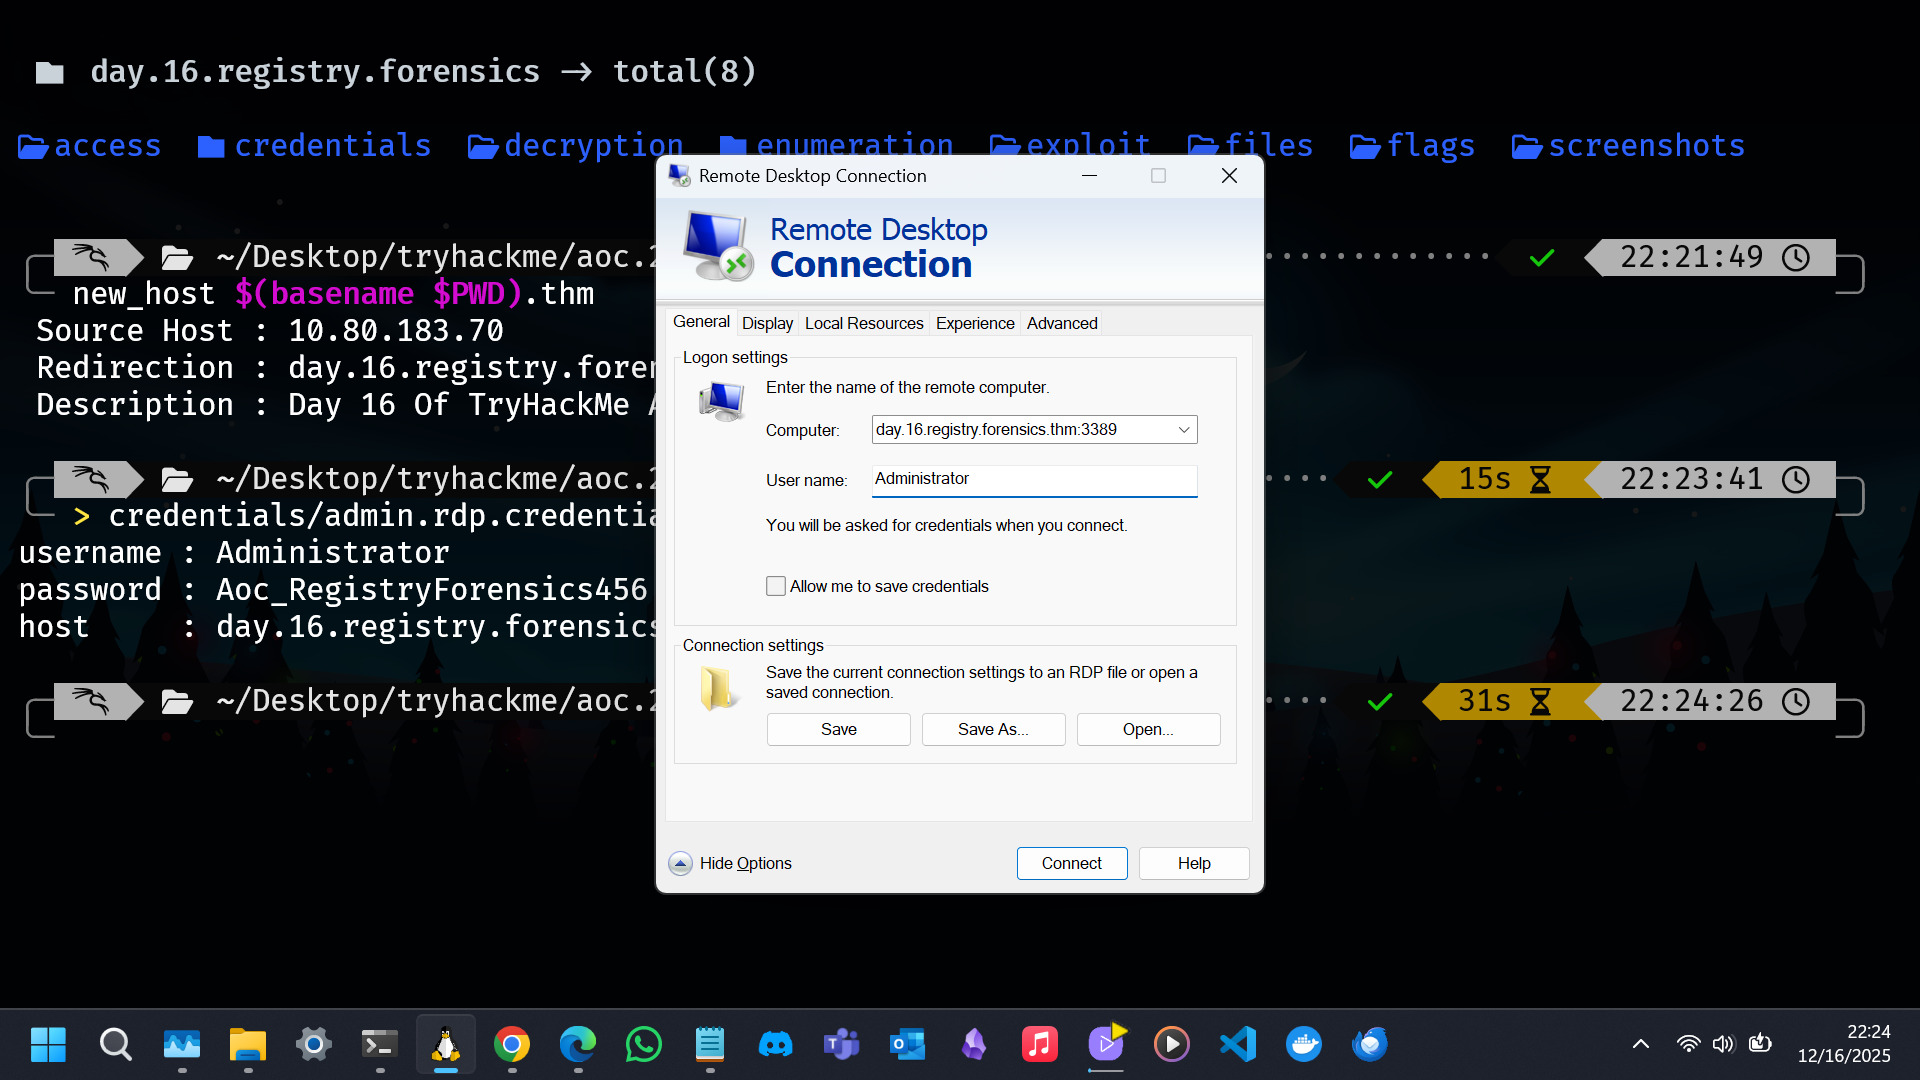 day.16.registry.forensics → total(8)
access credentials decryption enumeration exploit files flags screenshots
~/Desktop/tryhackme/aoc.2 22:21:49
new_host $(basename $PWD).thm
Source Host : 10.80.183.70
Redirection : day.16.registry.foren
Description : Day 16 Of TryHackMe A
~/Desktop/tryhackme/aoc.2 15s 22:23:41
> credentials/admin.rdp.credentia
username : Administrator
password : Aoc_RegistryForensics456
host : day.16.registry.forensics
~/Desktop/tryhackme/aoc.2 31s 22:24:26
Remote Desktop Connection
Remote Desktop
Connection
General Display Local Resources Experience Advanced
Logon settings
Enter the name of the remote computer.
Computer: day.16.registry.forensics.thm:3389
User name: Administrator
You will be asked for credentials when you connect.
Allow me to save credentials
Connection settings
Save the current connection settings to an RDP file or open a
saved connection.
Save Save As... Open...
Hide Options Connect Help
22:24
12/16/2025